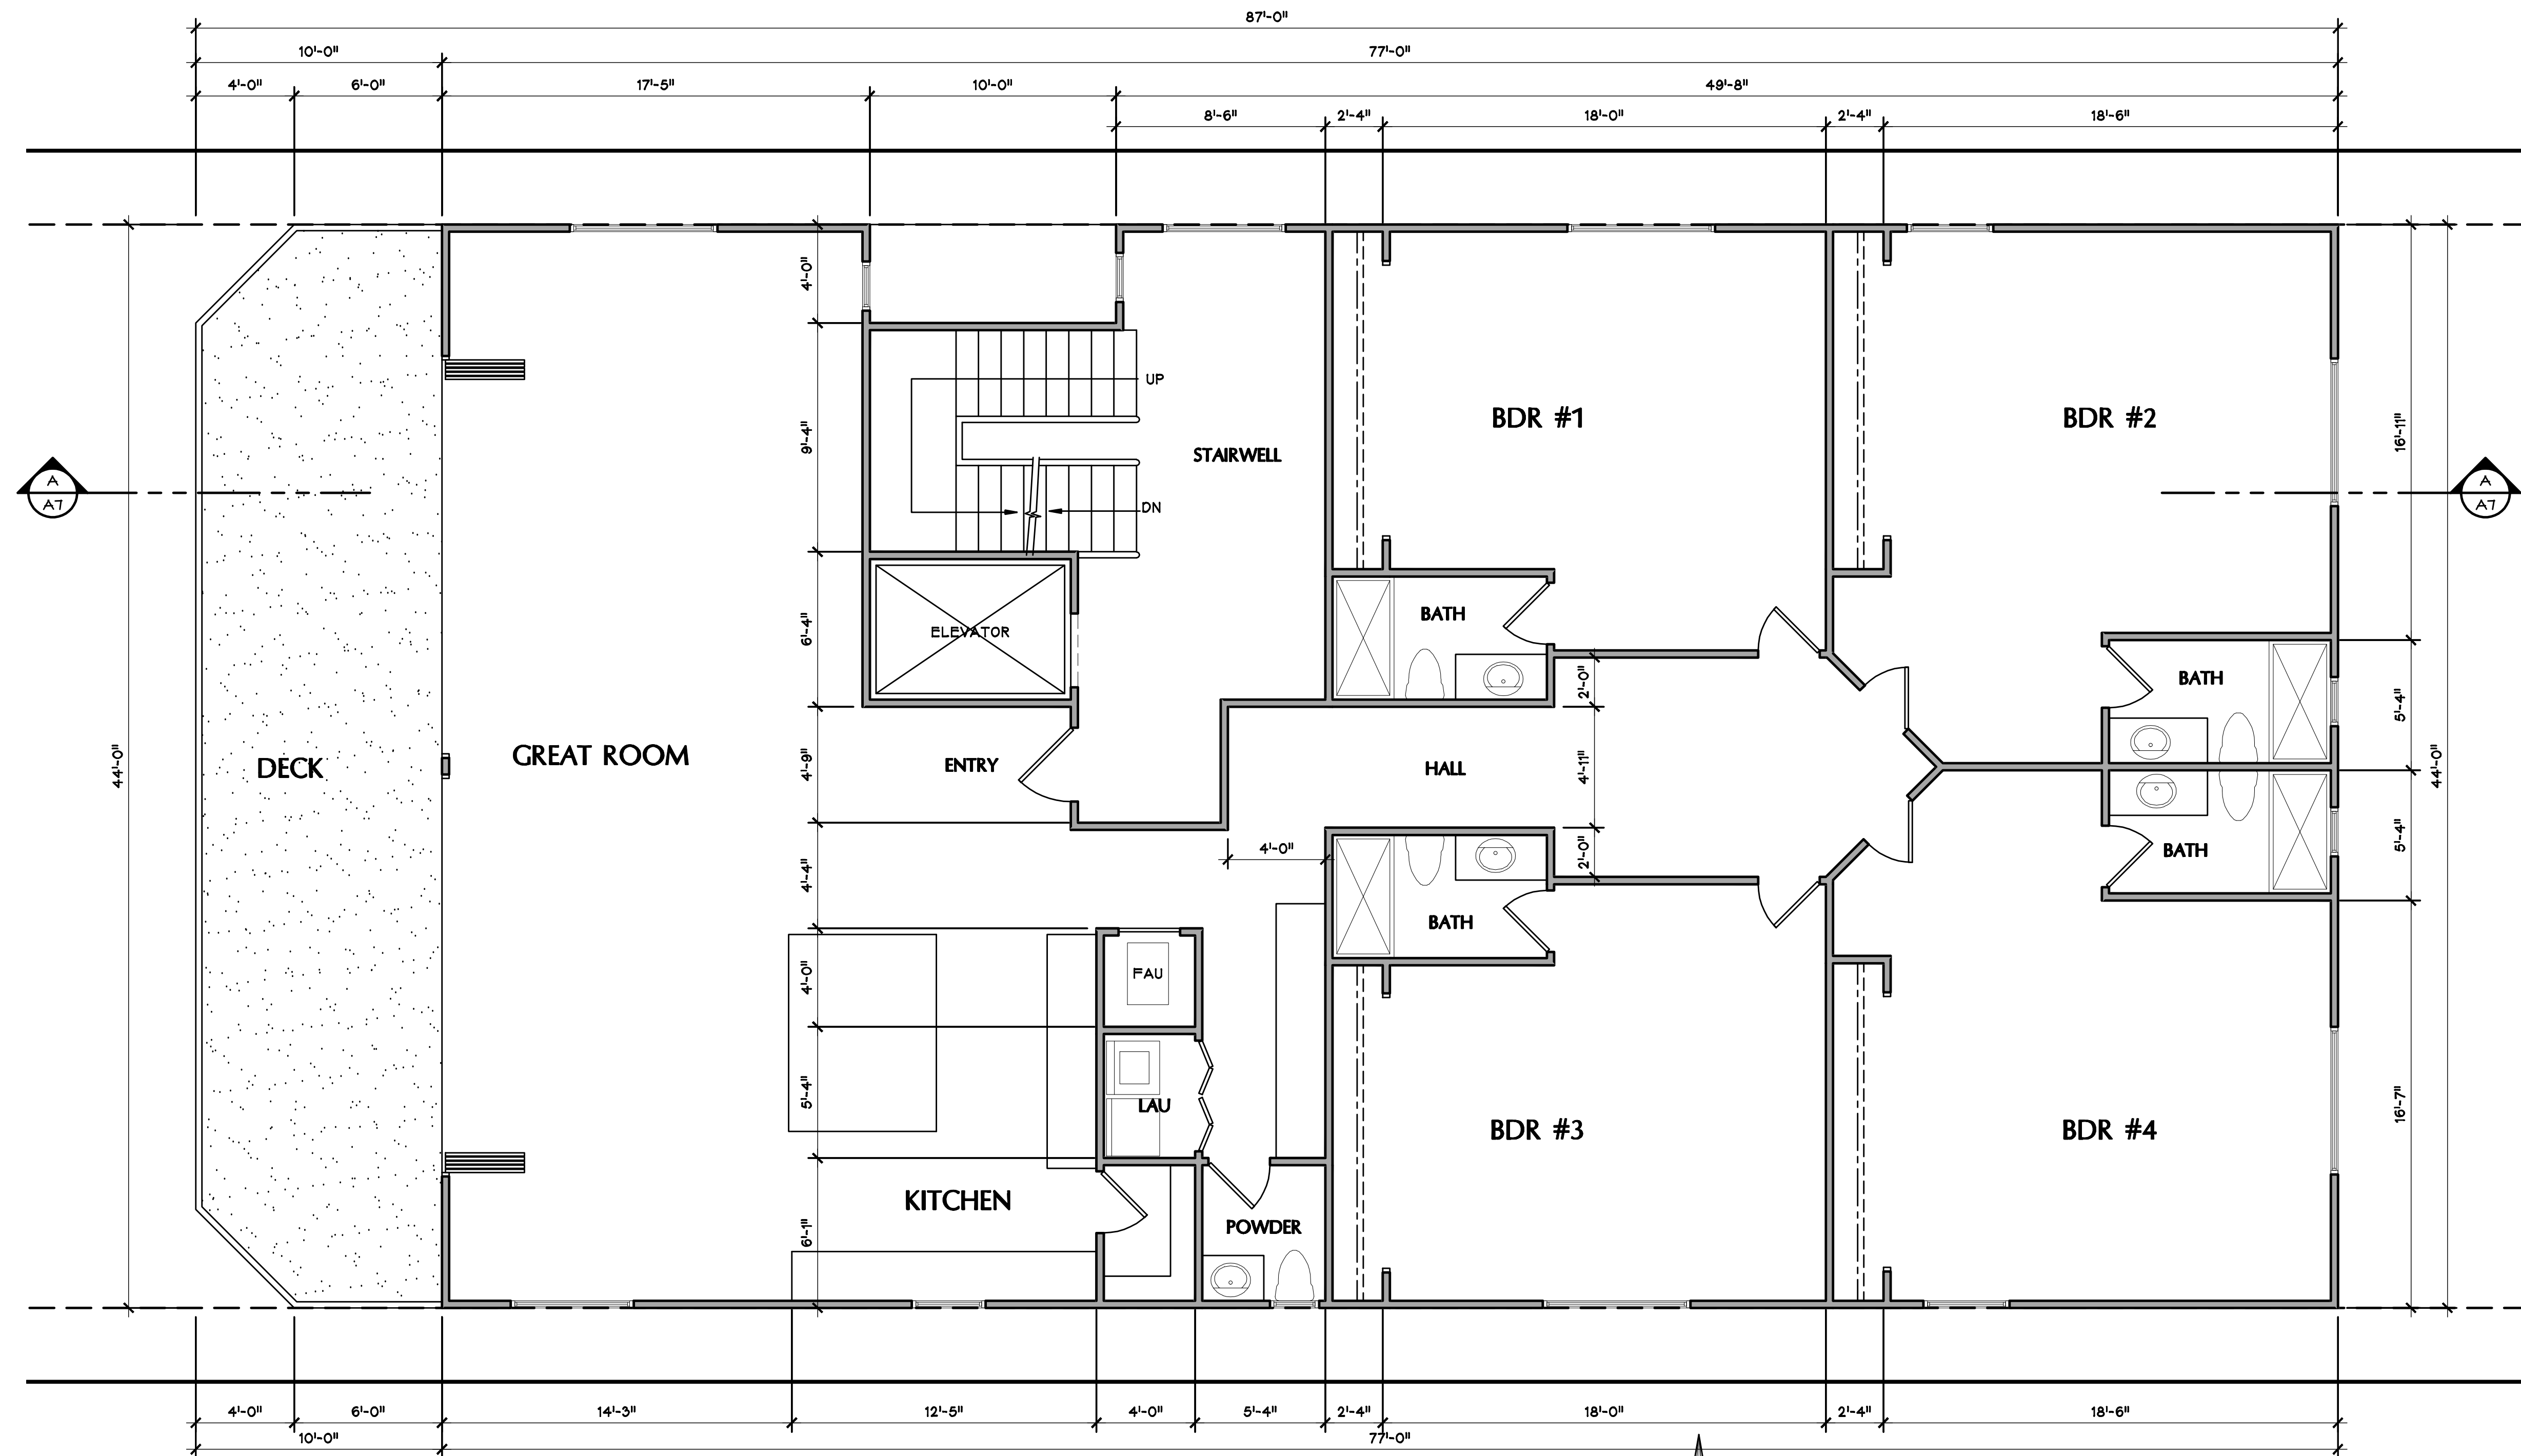 87'-0"
10'-0" 77'-0"
4'-0" 6'-0" 17'-5" 10'-0" 49'-8"
8'-6" 2'-4" 18'-0" 2'-4" 18'-6"
4'-0"
UP
BDR #1
BDR #2
16'-11"
9'-4"
STAIRWELL
A
A7
A
A7
DN
BATH
ELEVATOR
6'-4"
2'-0"
BATH
5'-4"
44'-0"
DECK
GREAT ROOM
4'-9"
ENTRY
HALL
4'-11"
44'-0"
4'-0"
2'-0"
5'-4"
BATH
4'-4"
BATH
4'-0"
FAU
5'-4"
LAU
16'-7"
BDR #3
BDR #4
KITCHEN
6'-1"
POWDER
4'-0" 6'-0" 14'-3" 12'-5" 4'-0" 5'-4" 2'-4" 18'-0" 2'-4" 18'-6"
10'-0" 77'-0"